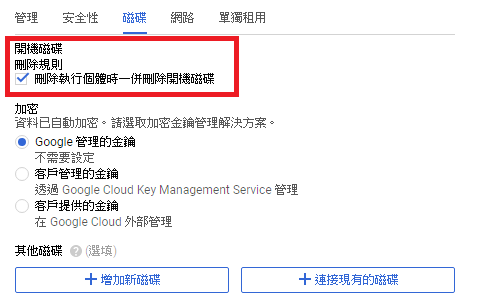 管理 安全性 磁碟 網路 單獨租用
開機磁碟
刪除規則
刪除執行個體時一併刪除開機磁碟
加密
資料已自動加密。請選取加密金鑰管理解決方案。
Google 管理的金鑰
不需要設定
客戶管理的金鑰
透過 Google Cloud Key Management Service 管理
客戶提供的金鑰
在 Google Cloud 外部管理
其他磁碟 ? (選填)
+ 增加新磁碟 + 連接現有的磁碟